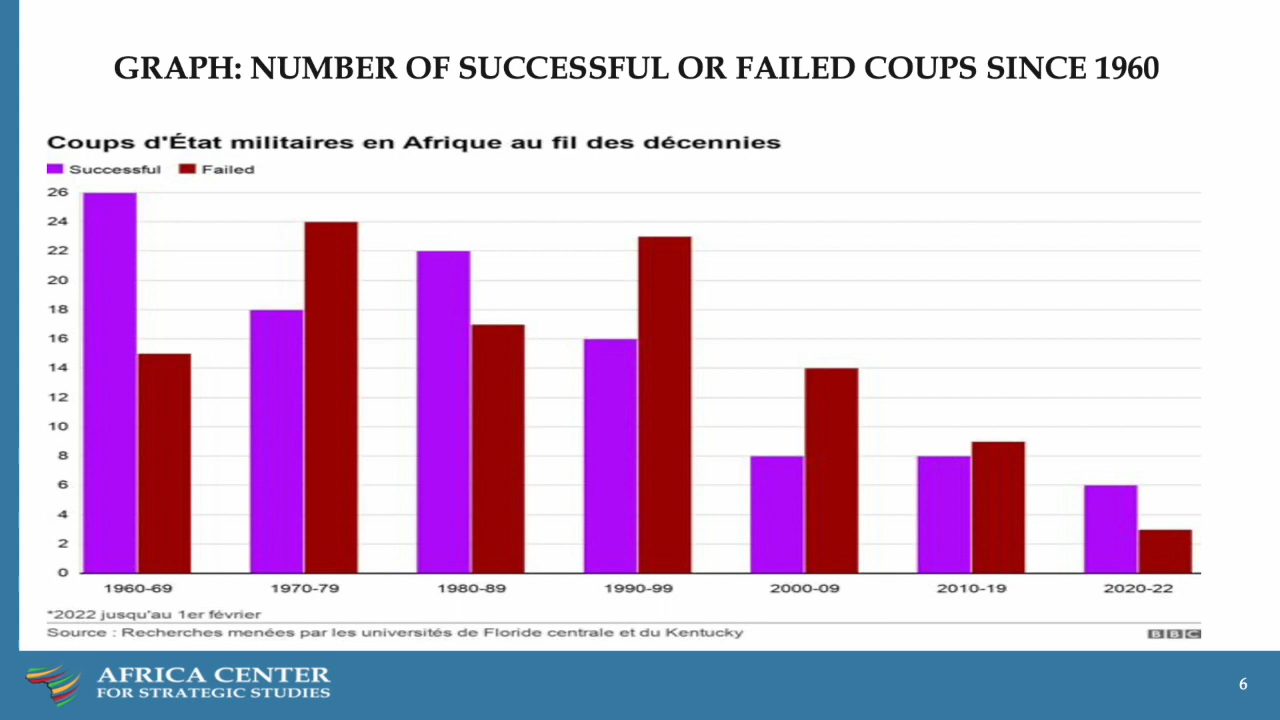 GRAPH: NUMBER OF SUCCESSFUL OR FAILED COUPS SINCE 1960
Coups d'État militaires en Afrique au fil des décennies
Successful Failed
26
24
22
20
18
16
14
12
10
8
6
4
2
0
1960-69 1970-79 1980-89 1990-99 2000-09 2010-19 2020-22
*2022 jusqu'au 1er février
Source : Recherches menées par les universités de Floride centrale et du Kentucky
BBC
AFRICA CENTER
FOR STRATEGIC STUDIES
6